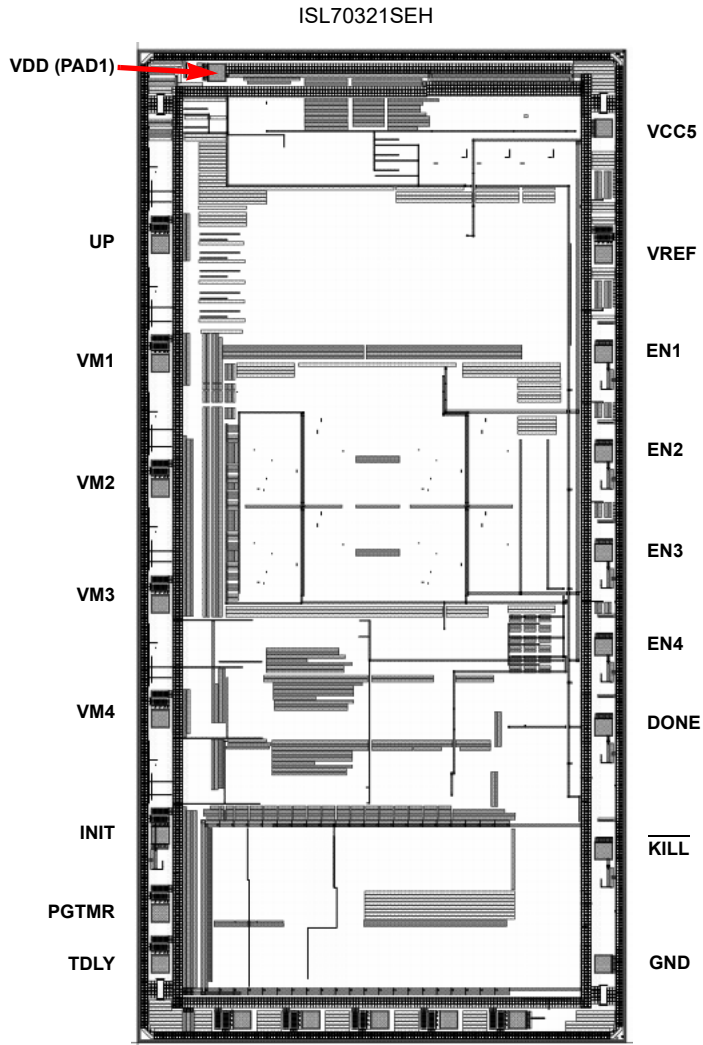 ISL70321SEH
VDD (PAD1)
VCC5
UP
VREF
VM1
EN1
EN2
VM2
EN3
VM3
EN4
VM4
DONE
INIT
KILL
PGTMR
TDLY
GND